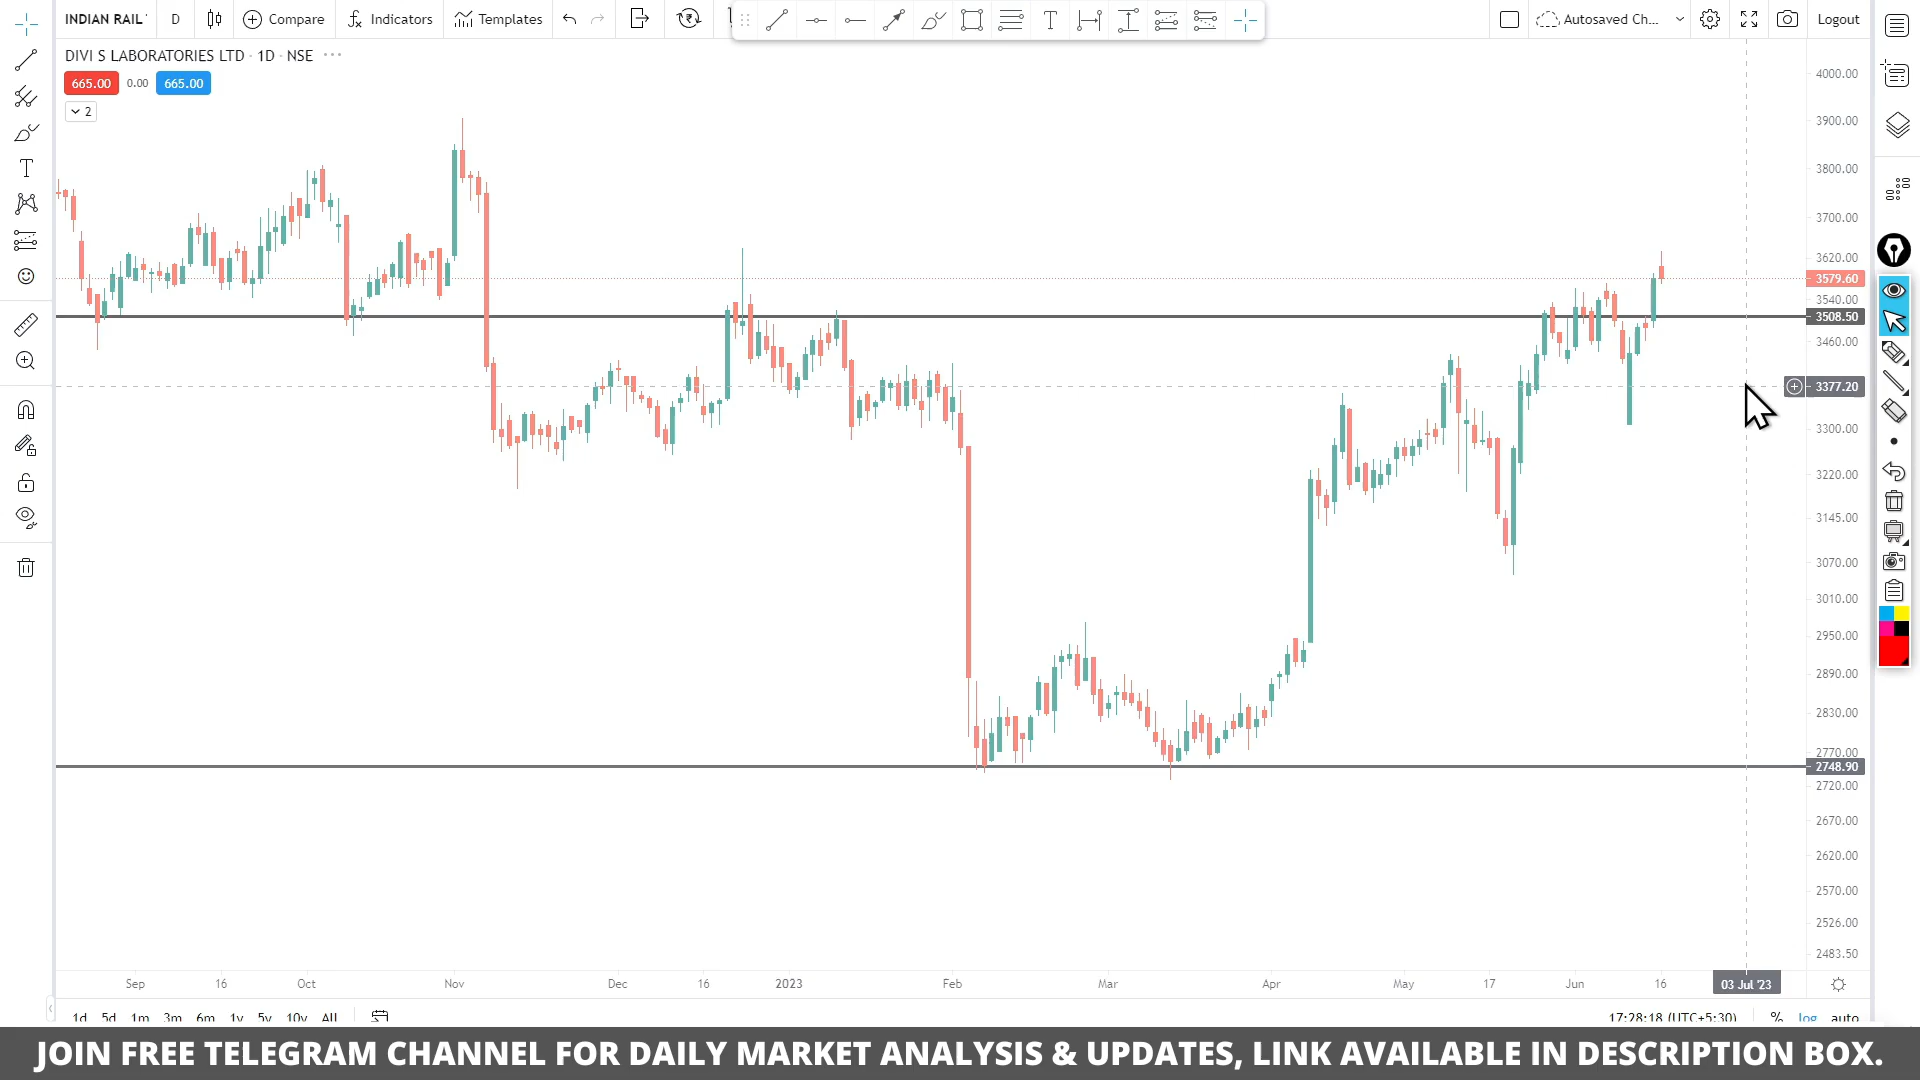 INDIAN RAIL
D
Compare
Indicators
Templates
Autosaved Ch...
Logout
DIVI S LABORATORIES LTD · 1D · NSE
665.00 0.00 665.00
2
4000.00
3900.00
3800.00
3700.00
3620.00
3579.60
3540.00
3508.50
3460.00
3377.20
3300.00
3220.00
3145.00
3070.00
3010.00
2950.00
2890.00
2830.00
2770.00
2748.90
2720.00
2670.00
2620.00
2570.00
2526.00
2483.50
Sep 16 Oct Nov Dec 16 2023 Feb Mar Apr May 17 Jun 16 03 Jul '23
1d 5d 1m 3m 6m 1y 5y 10y All
17:28:18 (UTC+5:30) % log auto
JOIN FREE TELEGRAM CHANNEL FOR DAILY MARKET ANALYSIS & UPDATES, LINK AVAILABLE IN DESCRIPTION BOX.